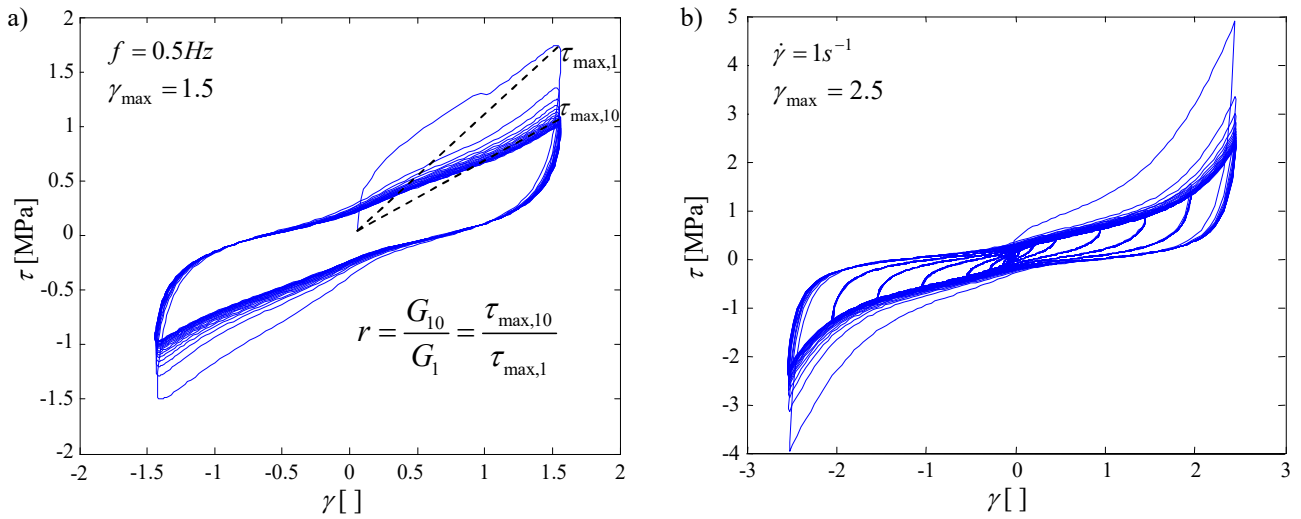 a)
f = 0.5Hz
γmax = 1.5
τmax,1
τmax,10
r = G10/G1 = τmax,10/τmax,1
2
1.5
1
0.5
0
-0.5
-1
-1.5
-2
τ [MPa]
-2 -1.5 -1 -0.5 0 0.5 1 1.5 2
γ [ ]
b)
γ̇ = 1s⁻¹
γmax = 2.5
5
4
3
2
1
0
-1
-2
-3
-4
τ [MPa]
-3 -2 -1 0 1 2 3
γ [ ]